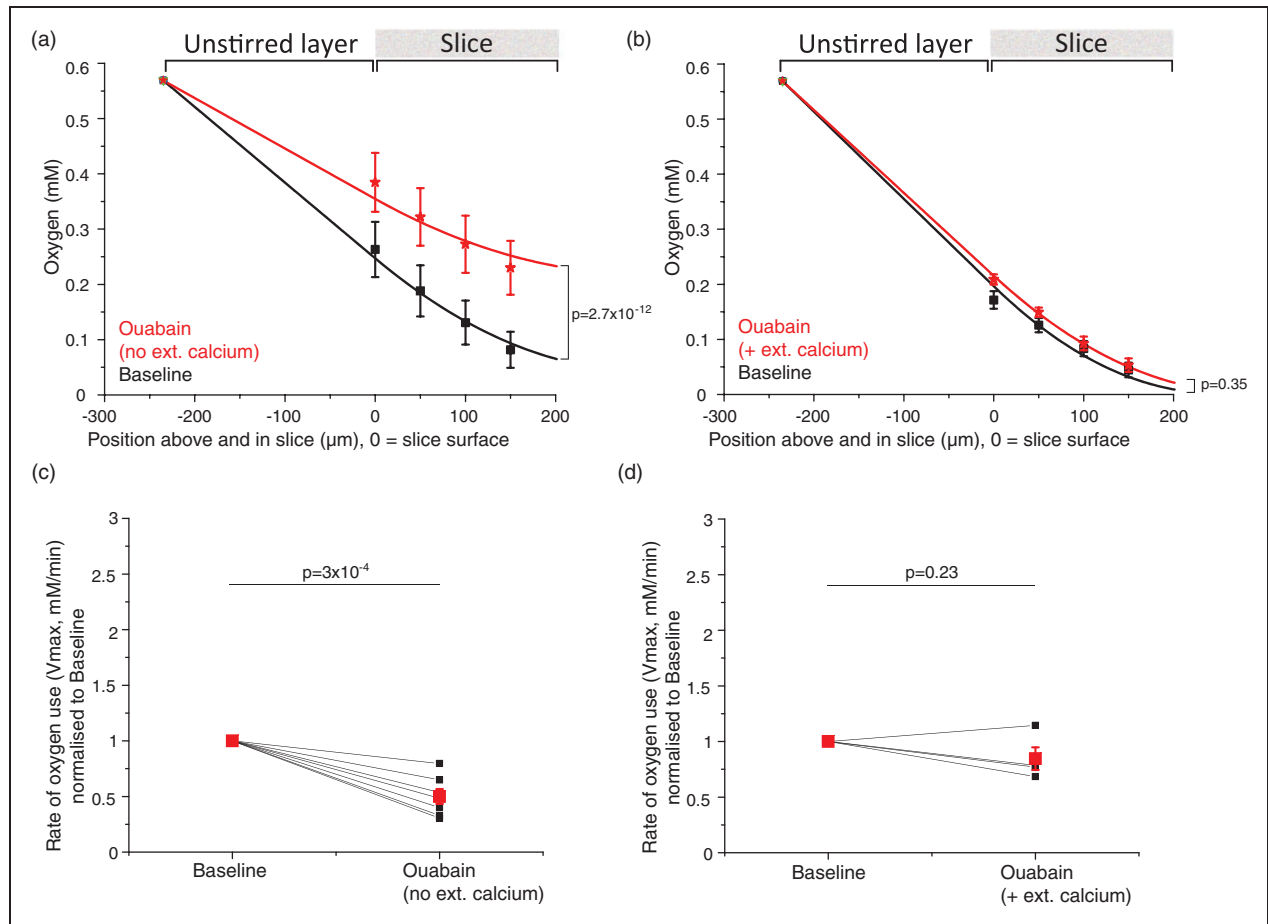 (a)
Unstirred layer
Slice
0.6
0.5
0.4
0.3
0.2
0.1
0
Oxygen (mM)
Ouabain
(no ext. calcium)
Baseline
p=2.7x10-12
-300
-200
-100
0
100
200
Position above and in slice (µm), 0 = slice surface
(b)
Unstirred layer
Slice
0.6
0.5
0.4
0.3
0.2
0.1
0
Oxygen (mM)
Ouabain
(+ ext. calcium)
Baseline
p=0.35
-300
-200
-100
0
100
200
Position above and in slice (µm), 0 = slice surface
(c)
3
2.5
2
1.5
1
0.5
0
Rate of oxygen use (Vmax, mM/min)
normalised to Baseline
p=3x10-4
Baseline
Ouabain
(no ext. calcium)
(d)
3
2.5
2
1.5
1
0.5
0
Rate of oxygen use (Vmax, mM/min)
normalised to Baseline
p=0.23
Baseline
Ouabain
(+ ext. calcium)